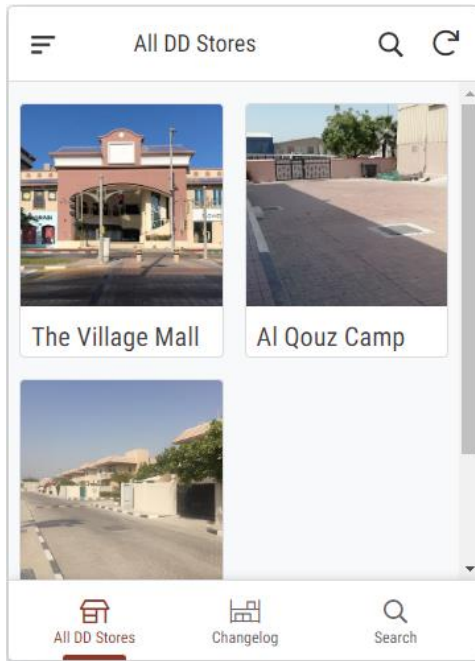 All DD Stores
The Village Mall
Al Qouz Camp
All DD Stores
Changelog
Search